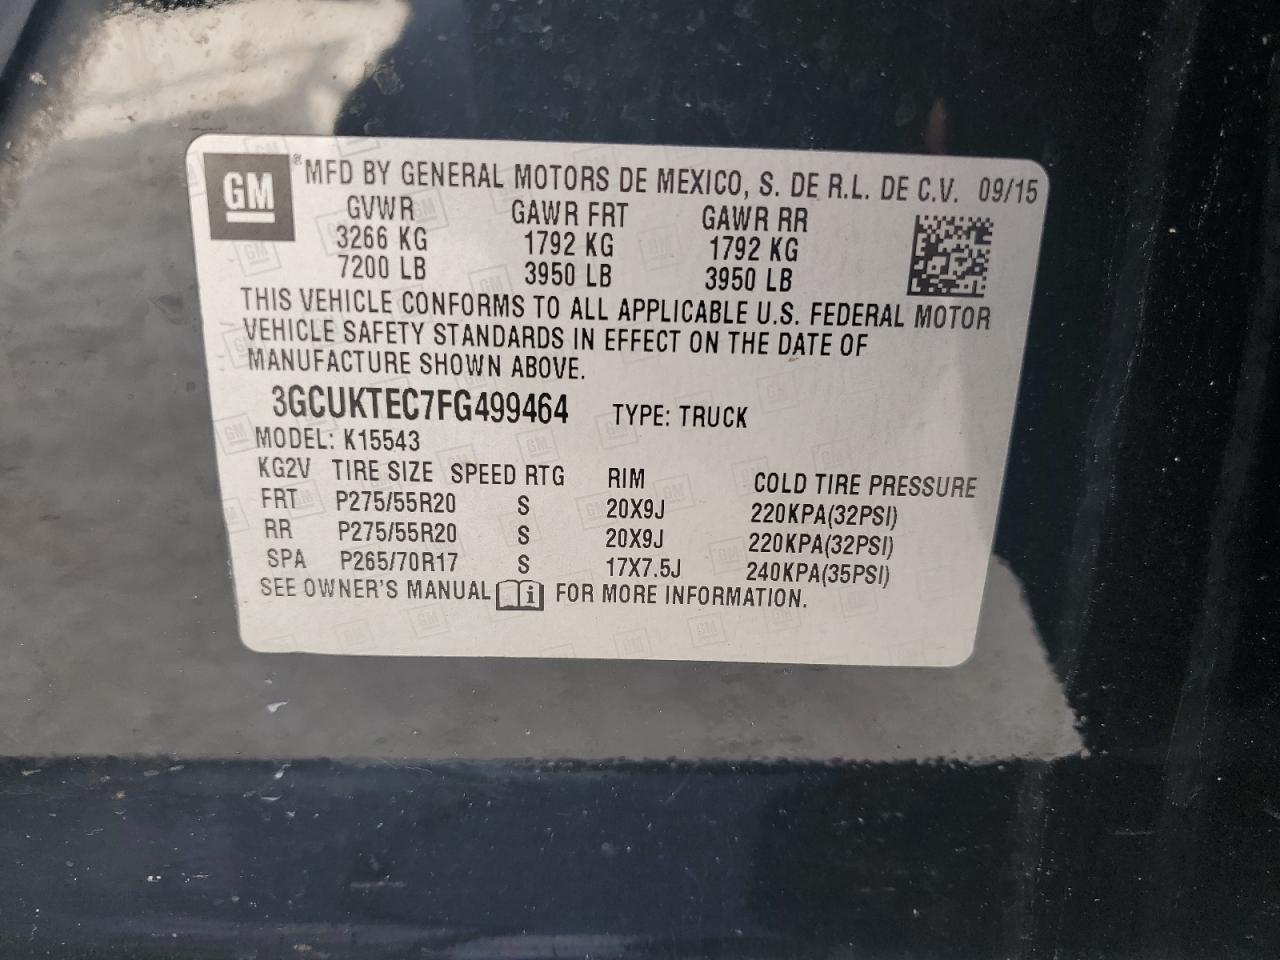 GM ® MFD BY GENERAL MOTORS DE MEXICO, S. DE R.L. DE C.V. 09/15
GVWR GAWR FRT GAWR RR
3266 KG 1792 KG 1792 KG
7200 LB 3950 LB 3950 LB
THIS VEHICLE CONFORMS TO ALL APPLICABLE U.S. FEDERAL MOTOR
VEHICLE SAFETY STANDARDS IN EFFECT ON THE DATE OF
MANUFACTURE SHOWN ABOVE.
3GCUKTEC7FG499464 TYPE: TRUCK
MODEL: K15543
KG2V TIRE SIZE SPEED RTG RIM COLD TIRE PRESSURE
FRT P275/55R20 S 20X9J 220KPA(32PSI)
RR P275/55R20 S 20X9J 220KPA(32PSI)
SPA P265/70R17 S 17X7.5J 240KPA(35PSI)
SEE OWNER'S MANUAL i FOR MORE INFORMATION.